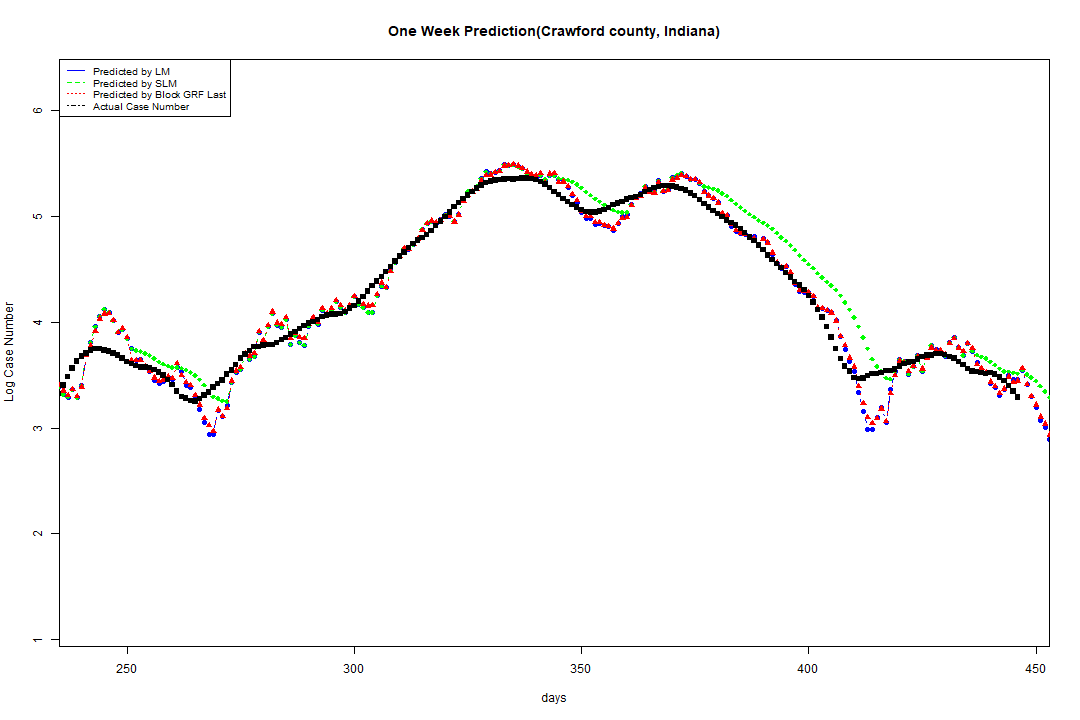 One Week Prediction(Crawford county, Indiana)
Predicted by LM
Predicted by SLM
Predicted by Block GRF Last
Actual Case Number
Log Case Number
6
5
4
3
2
1
250 300 350 400 450
days